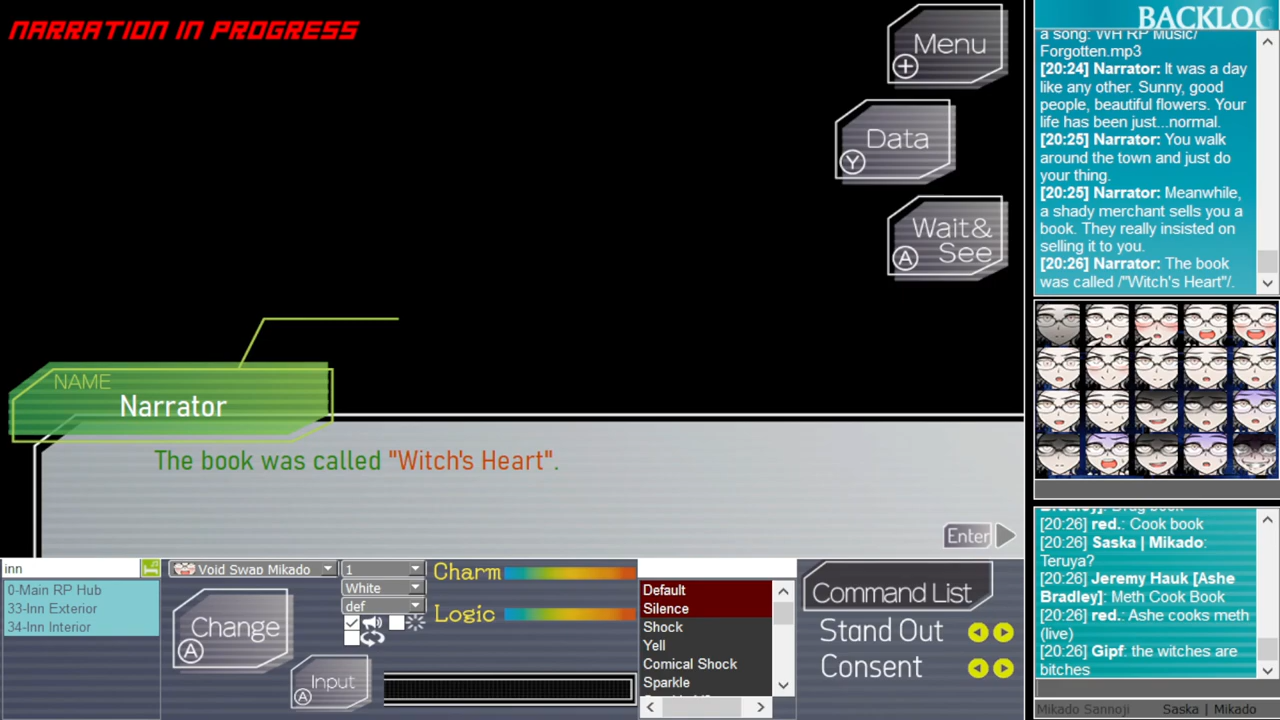 NARRATION IN PROGRESS
Menu
+
Data
Y
Wait&
See
A
NAME
Narrator
The book was called "Witch's Heart".
Enter
inn
0-Main RP Hub
33-Inn Exterior
34-Inn Interior
Void Swap Mikado
1
White
def
Change
A
Input
A
Charm
Logic
Default
Silence
Shock
Yell
Comical Shock
Sparkle
Command List
Stand Out
Consent
BACKLOG
a song: WH RP Music/
Forgotten.mp3
[20:24] Narrator: It was a day
like any other. Sunny, good
people, beautiful flowers. Your
life has been just...normal.
[20:25] Narrator: You walk
around the town and just do
your thing.
[20:25] Narrator: Meanwhile,
a shady merchant sells you a
book. They really insisted on
selling it to you.
[20:26] Narrator: The book
was called /"Witch's Heart"/.
Bradley]: Drug book
[20:26] red.: Cook book
[20:26] Saska | Mikado:
Teruya?
[20:26] Jeremy Hauk [Ashe
Bradley]: Meth Cook Book
[20:26] red.: Ashe cooks meth
(live)
[20:26] Gipf: the witches are
bitches
Mikado Sannoji
Saska | Mikado